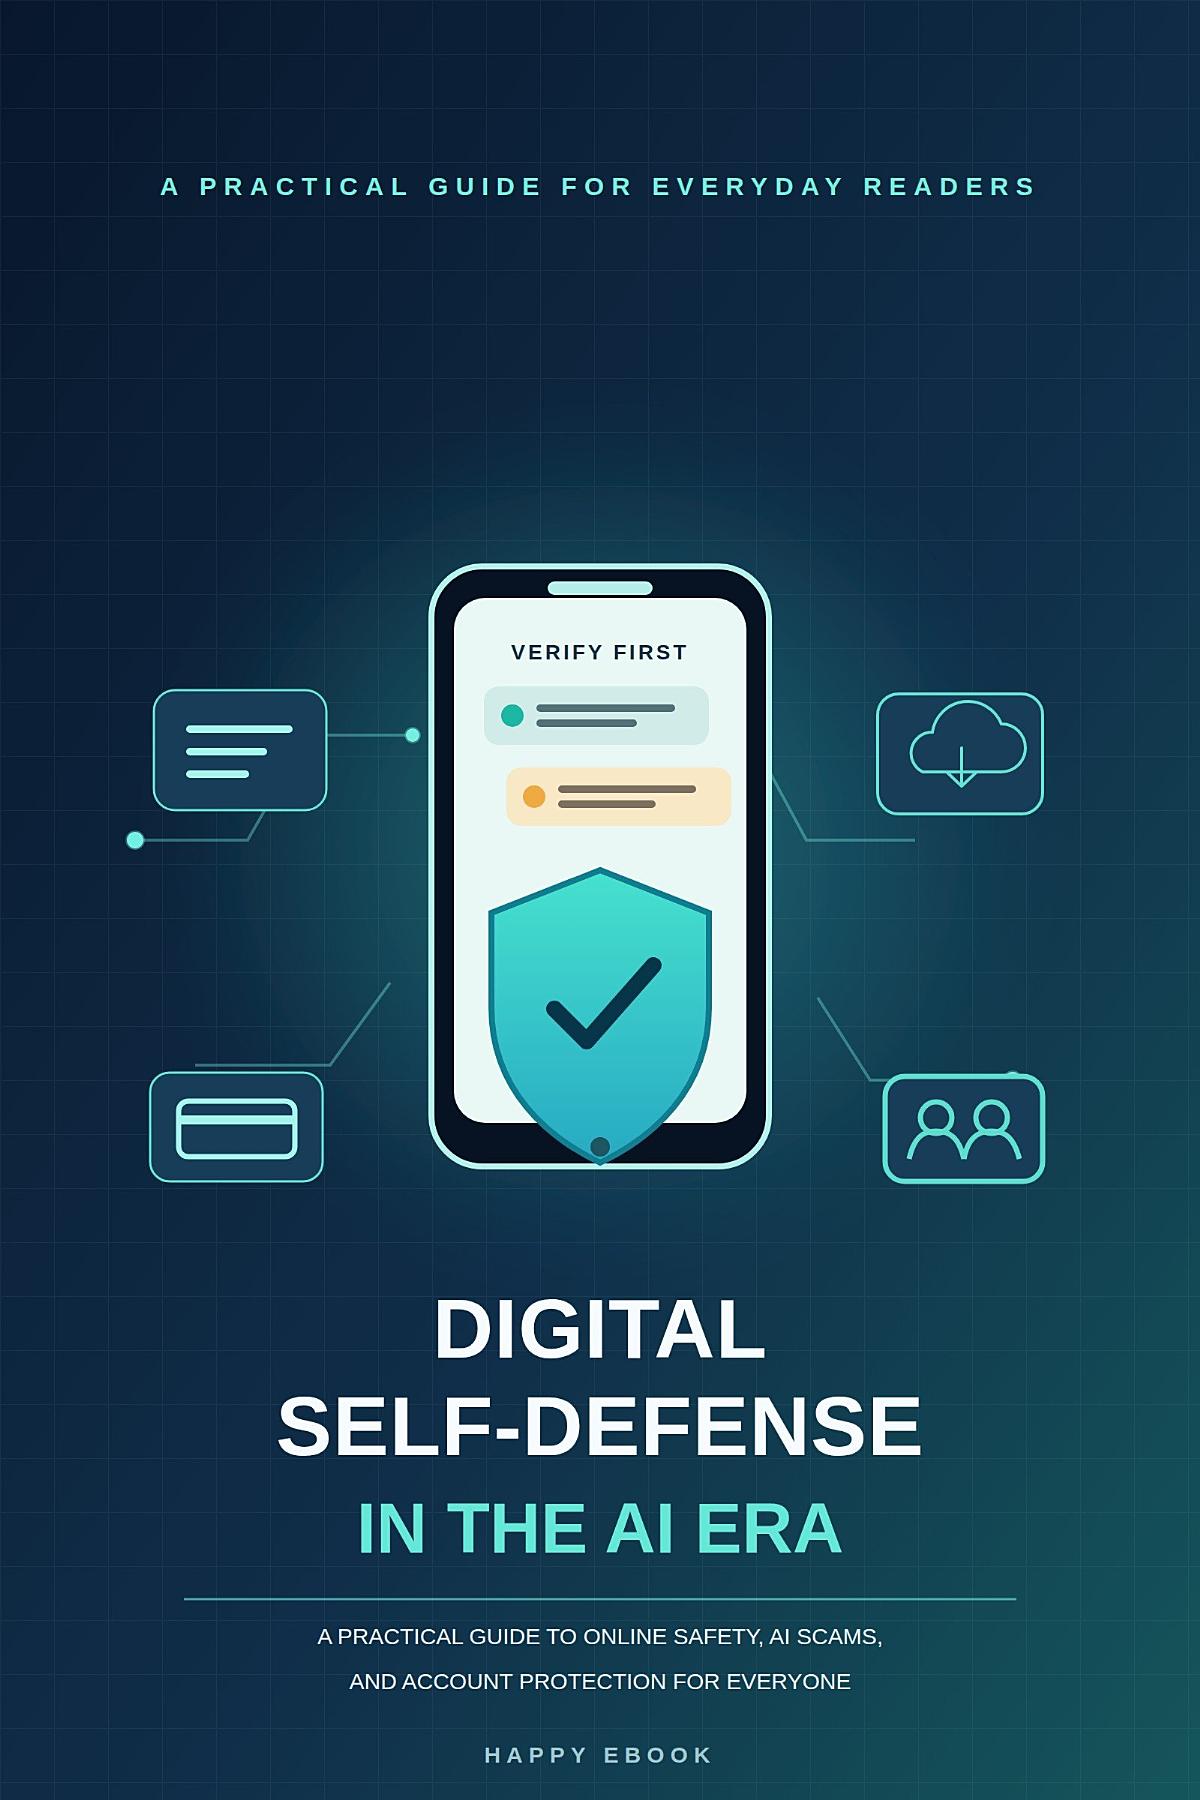 A PRACTICAL GUIDE FOR EVERYDAY READERS
VERIFY FIRST
DIGITAL
SELF-DEFENSE
IN THE AI ERA
A PRACTICAL GUIDE TO ONLINE SAFETY, AI SCAMS,
AND ACCOUNT PROTECTION FOR EVERYONE
HAPPY EBOOK